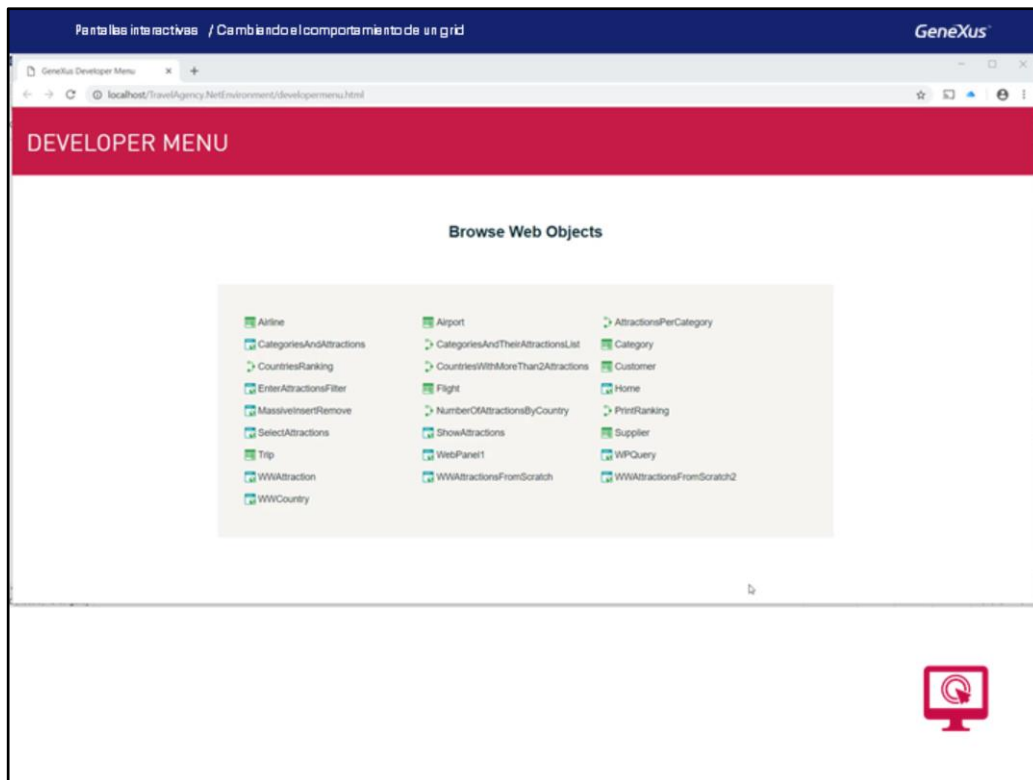 Pantallas interactivas / Cambiando el comportamiento de un grid
GeneXus
GeneXus Developer Menu
localhost/TravelAgency.NetEnvironment/developermenu.html
DEVELOPER MENU
Browse Web Objects
Airline Airport AttractionsPerCategory
CategoriesAndAttractions CategoriesAndTheirAttractionsList Category
CountriesRanking CountriesWithMoreThan2Attractions Customer
EnterAttractionsFilter Flight Home
MassiveInsertRemove NumberOfAttractionsByCountry PrintRanking
SelectAttractions ShowAttractions Supplier
Trip WebPanel1 WPQuery
WWAttraction WWAttractionsFromScratch WWAttractionsFromScratch2
WWCountry